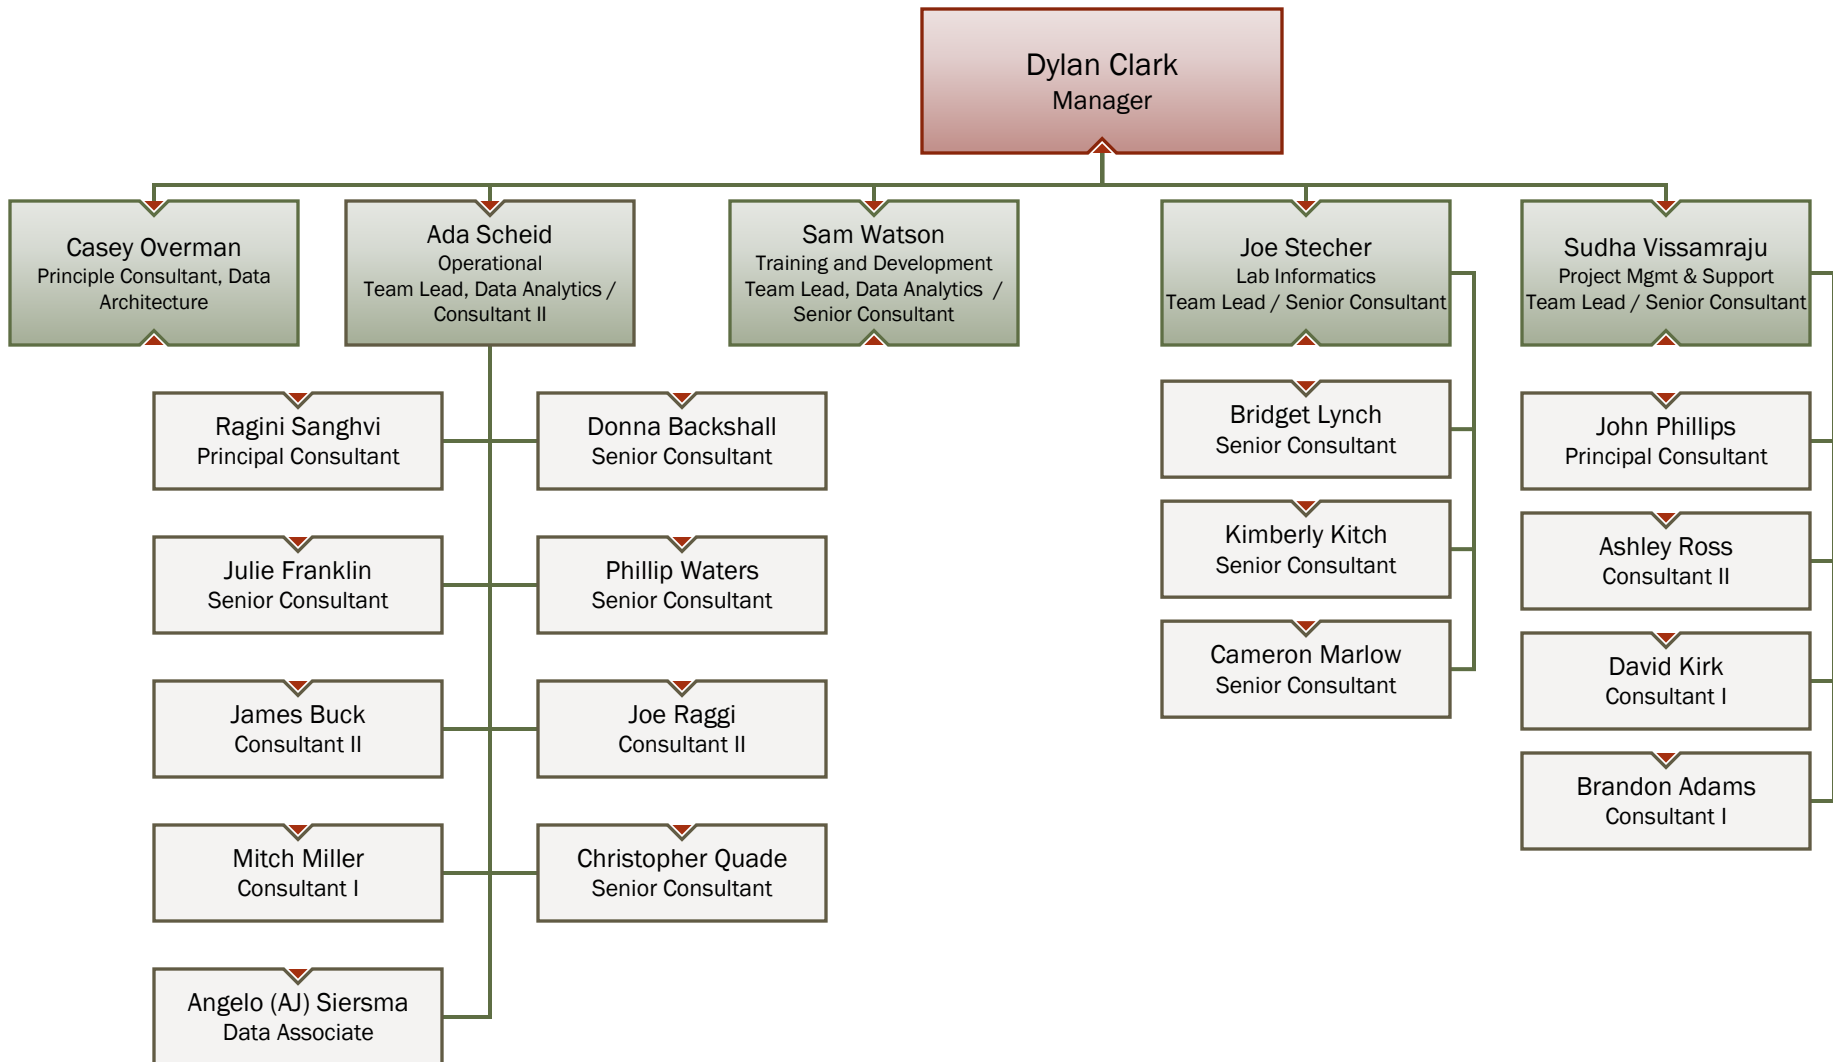 Dylan Clark
Manager
Casey Overman
Principle Consultant, Data
Architecture
Ada Scheid
Operational
Team Lead, Data Analytics /
Consultant II
Sam Watson
Training and Development
Team Lead, Data Analytics /
Senior Consultant
Joe Stecher
Lab Informatics
Team Lead / Senior Consultant
Sudha Vissamraju
Project Mgmt & Support
Team Lead / Senior Consultant
Ragini Sanghvi
Principal Consultant
Donna Backshall
Senior Consultant
Julie Franklin
Senior Consultant
Phillip Waters
Senior Consultant
James Buck
Consultant II
Joe Raggi
Consultant II
Mitch Miller
Consultant I
Christopher Quade
Senior Consultant
Angelo (AJ) Siersma
Data Associate
Bridget Lynch
Senior Consultant
Kimberly Kitch
Senior Consultant
Cameron Marlow
Senior Consultant
John Phillips
Principal Consultant
Ashley Ross
Consultant II
David Kirk
Consultant I
Brandon Adams
Consultant I